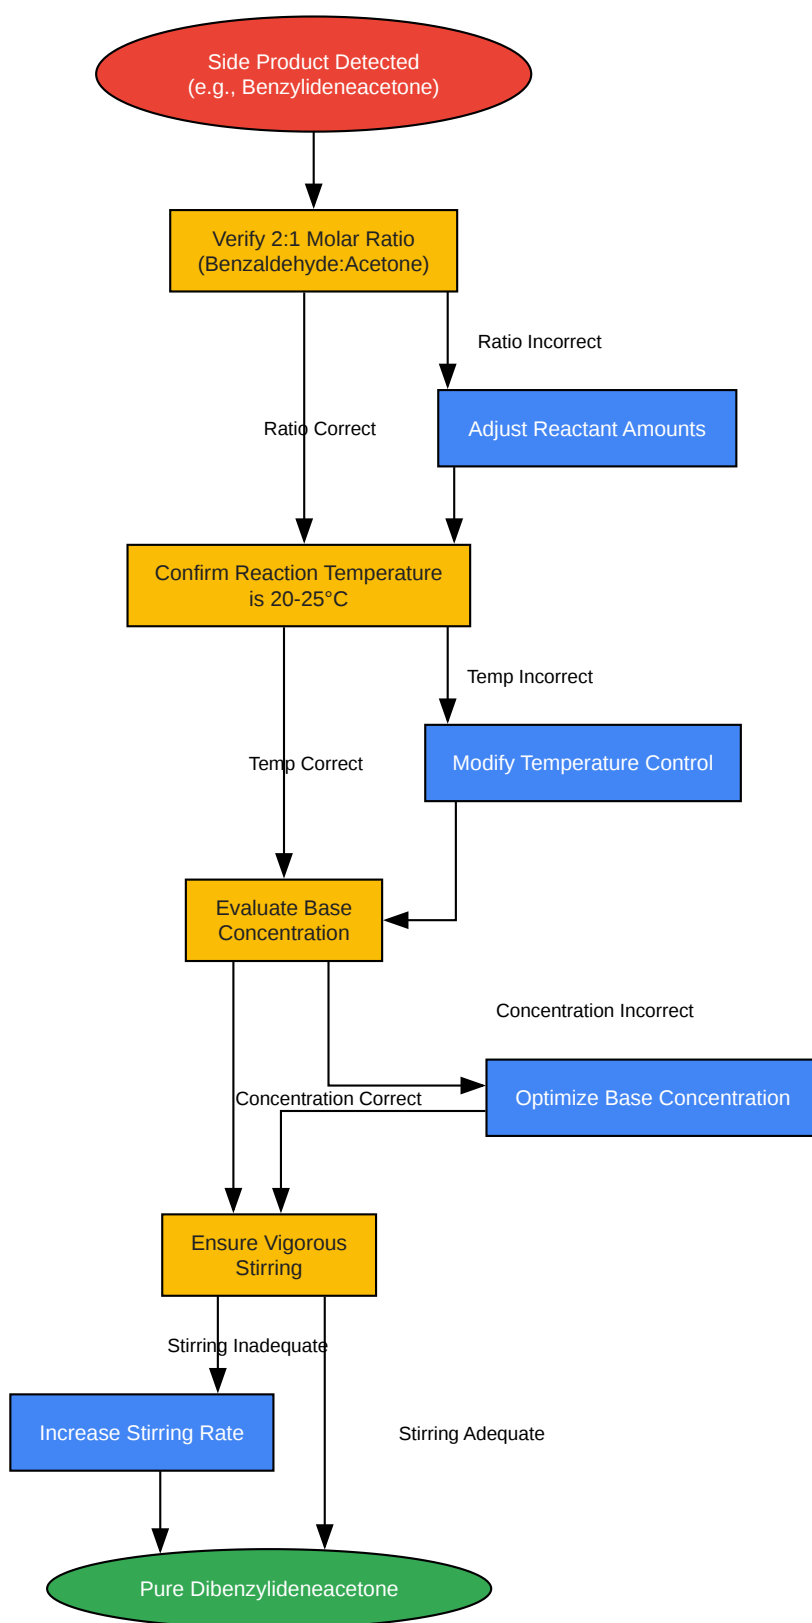 Side Product Detected
(e.g., Benzylideneacetone)
Verify 2:1 Molar Ratio
(Benzaldehyde:Acetone)
Ratio Incorrect
Ratio Correct
Adjust Reactant Amounts
Confirm Reaction Temperature
is 20-25°C
Temp Incorrect
Temp Correct
Modify Temperature Control
Evaluate Base
Concentration
Concentration Incorrect
Concentration Correct
Optimize Base Concentration
Ensure Vigorous
Stirring
Stirring Inadequate
Increase Stirring Rate
Stirring Adequate
Pure Dibenzylideneacetone